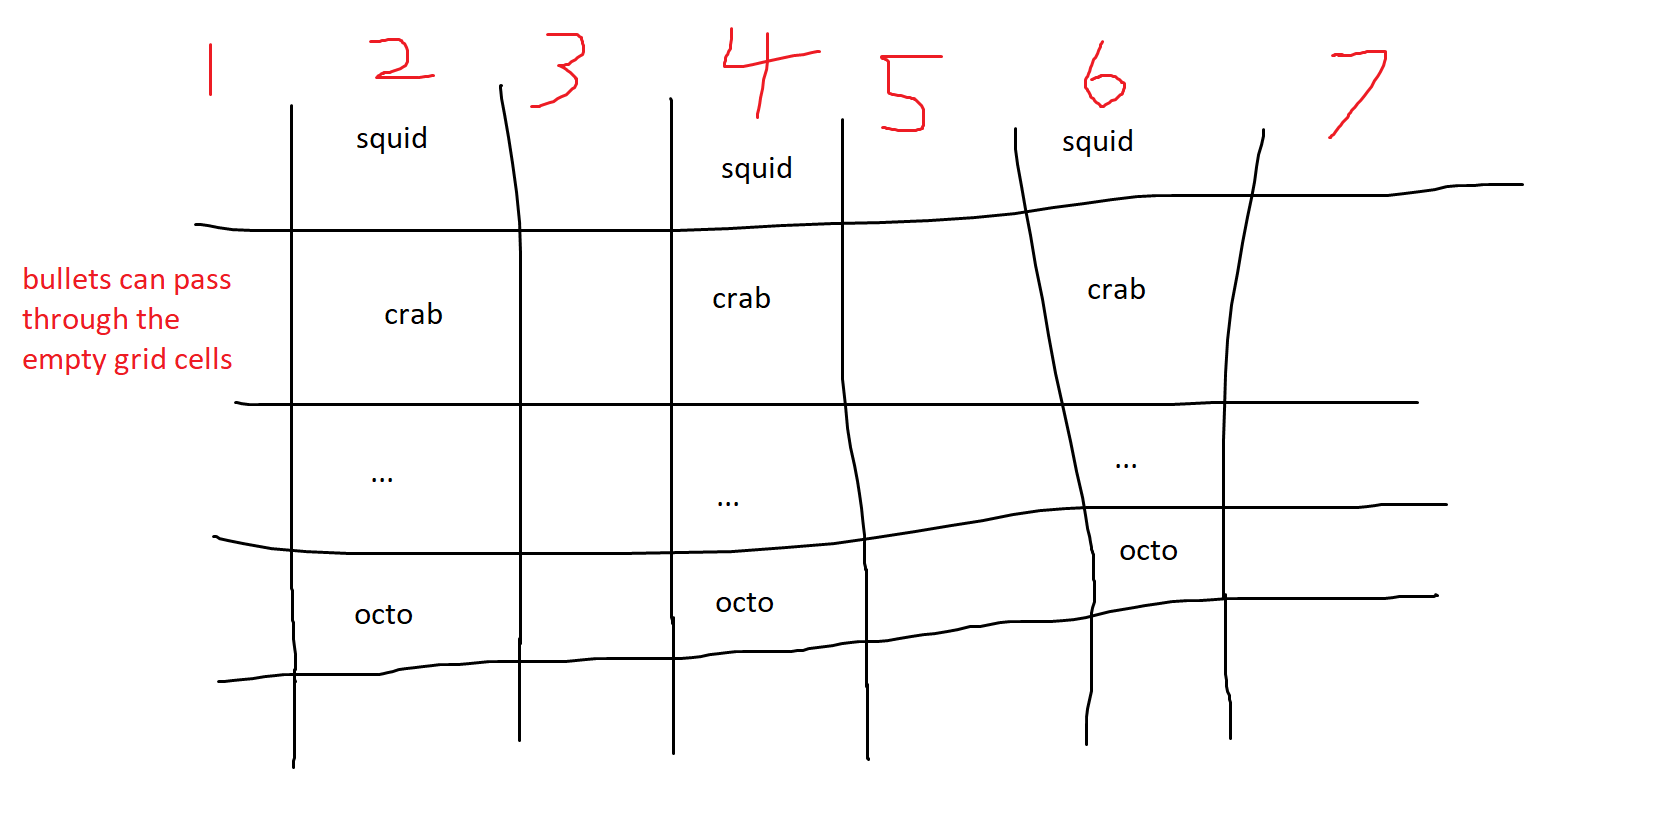 1 2 3 4 5 6 7
squid squid squid
bullets can pass
through the
empty grid cells
crab crab crab
... ... ...
octo octo octo